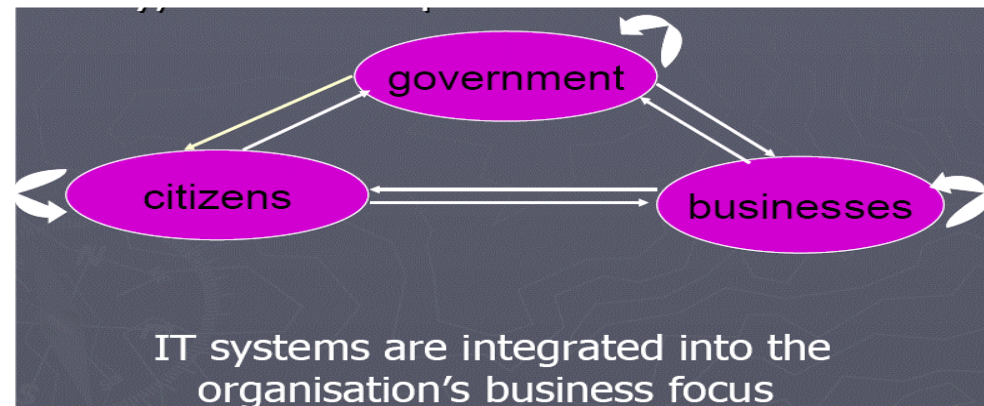 government
citizens
businesses
IT systems are integrated into the
organisation's business focus